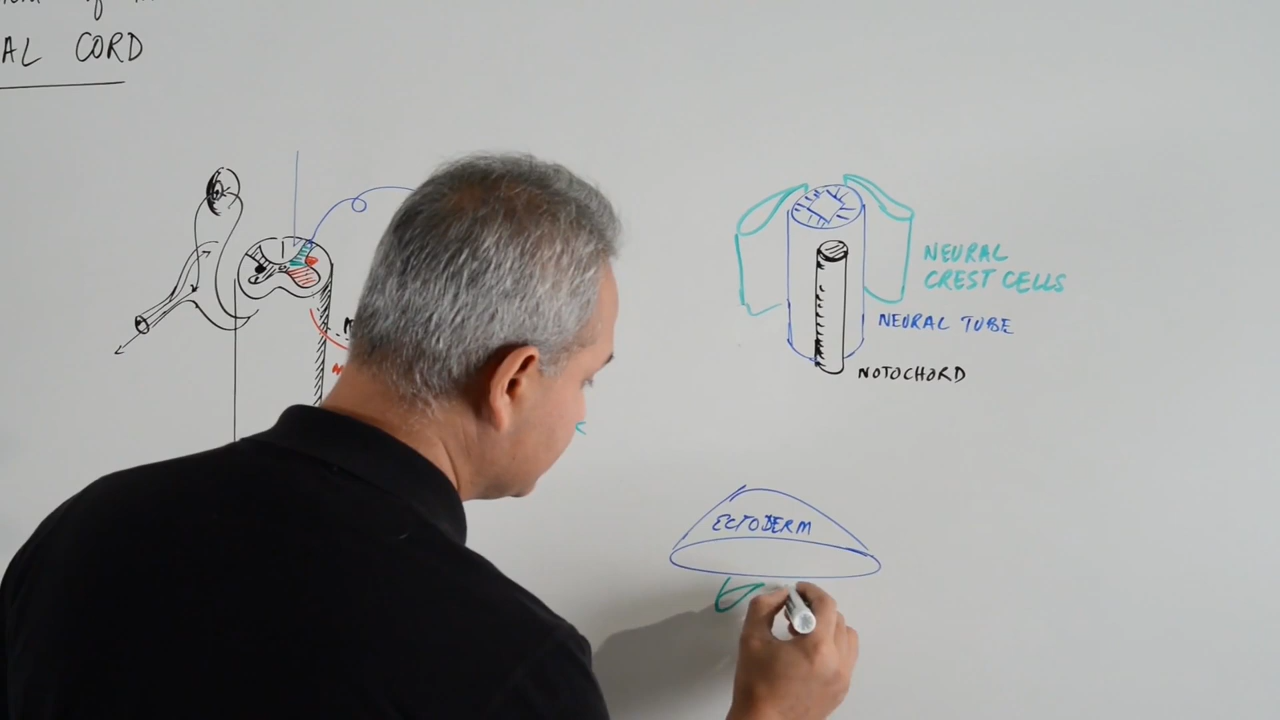 AL CORD
NEURAL
CREST CELLS
NEURAL TUBE
NOTOCHORD
ECTODERM